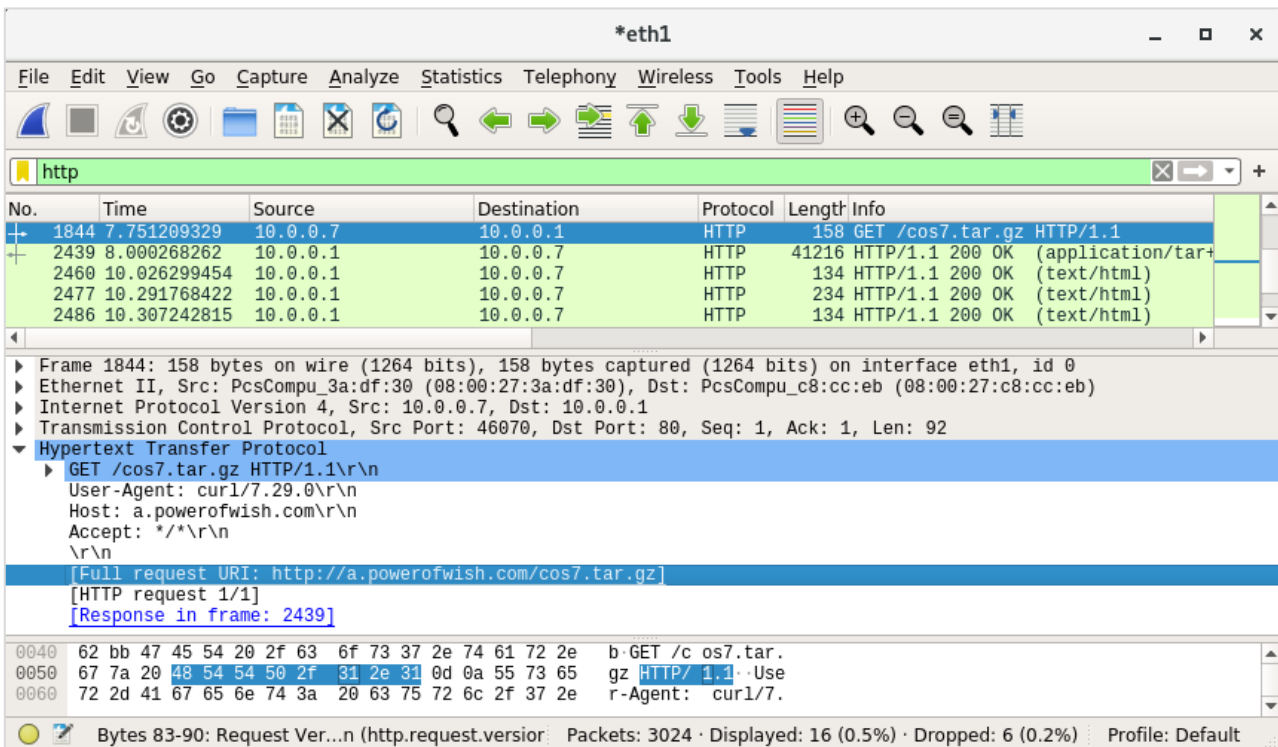 *eth1
File Edit View Go Capture Analyze Statistics Telephony Wireless Tools Help
http
No. Time Source Destination Protocol Length Info
1844 7.751209329 10.0.0.7 10.0.0.1 HTTP 158 GET /cos7.tar.gz HTTP/1.1
2439 8.000268262 10.0.0.1 10.0.0.7 HTTP 41216 HTTP/1.1 200 OK (application/tar+
2460 10.026299454 10.0.0.1 10.0.0.7 HTTP 134 HTTP/1.1 200 OK (text/html)
2477 10.291768422 10.0.0.1 10.0.0.7 HTTP 234 HTTP/1.1 200 OK (text/html)
2486 10.307242815 10.0.0.1 10.0.0.7 HTTP 134 HTTP/1.1 200 OK (text/html)
Frame 1844: 158 bytes on wire (1264 bits), 158 bytes captured (1264 bits) on interface eth1, id 0
Ethernet II, Src: PcsCompu_3a:df:30 (08:00:27:3a:df:30), Dst: PcsCompu_c8:cc:eb (08:00:27:c8:cc:eb)
Internet Protocol Version 4, Src: 10.0.0.7, Dst: 10.0.0.1
Transmission Control Protocol, Src Port: 46070, Dst Port: 80, Seq: 1, Ack: 1, Len: 92
Hypertext Transfer Protocol
GET /cos7.tar.gz HTTP/1.1\r\n
User-Agent: curl/7.29.0\r\n
Host: a.powerofwish.com\r\n
Accept: */*\r\n
\r\n
[Full request URI: http://a.powerofwish.com/cos7.tar.gz]
[HTTP request 1/1]
[Response in frame: 2439]
0040 62 bb 47 45 54 20 2f 63 6f 73 37 2e 74 61 72 2e b·GET /c os7.tar.
0050 67 7a 20 48 54 54 50 2f 31 2e 31 0d 0a 55 73 65 gz HTTP/ 1.1··Use
0060 72 2d 41 67 65 6e 74 3a 20 63 75 72 6c 2f 37 2e r-Agent: curl/7.
Bytes 83-90: Request Ver...n (http.request.version Packets: 3024 · Displayed: 16 (0.5%) · Dropped: 6 (0.2%) Profile: Default